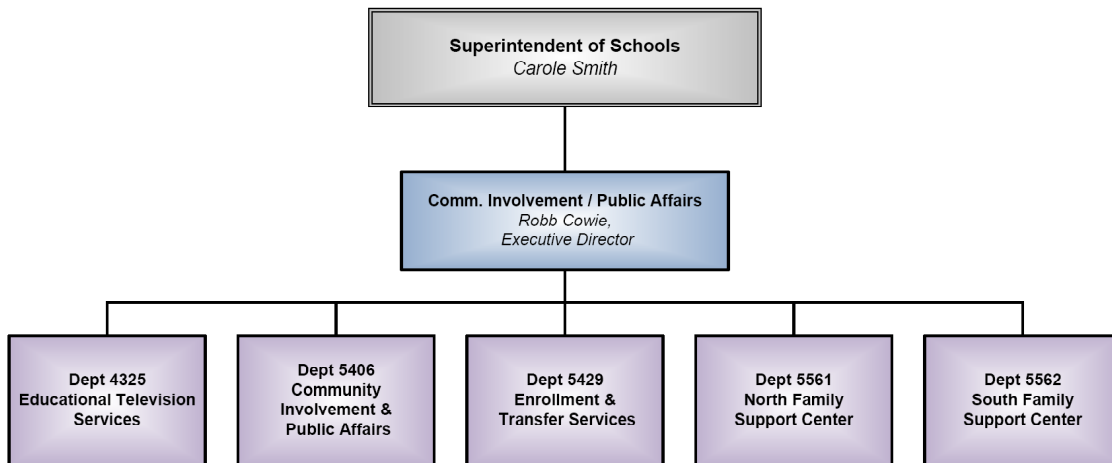 Superintendent of Schools
Carole Smith
Comm. Involvement / Public Affairs
Robb Cowie,
Executive Director
Dept 4325
Educational Television
Services
Dept 5406
Community
Involvement &
Public Affairs
Dept 5429
Enrollment &
Transfer Services
Dept 5561
North Family
Support Center
Dept 5562
South Family
Support Center